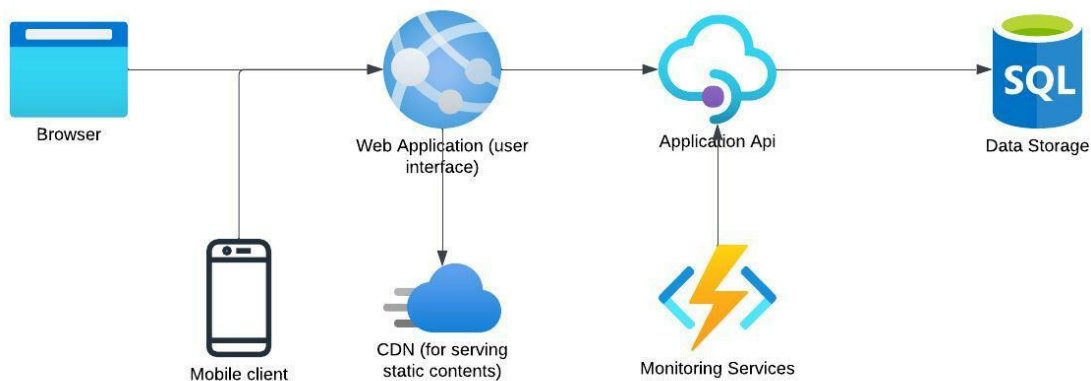 SQL
Browser
Web Application (user
interface)
Application Api
Data Storage
Mobile client
CDN (for serving
static contents)
Monitoring Services